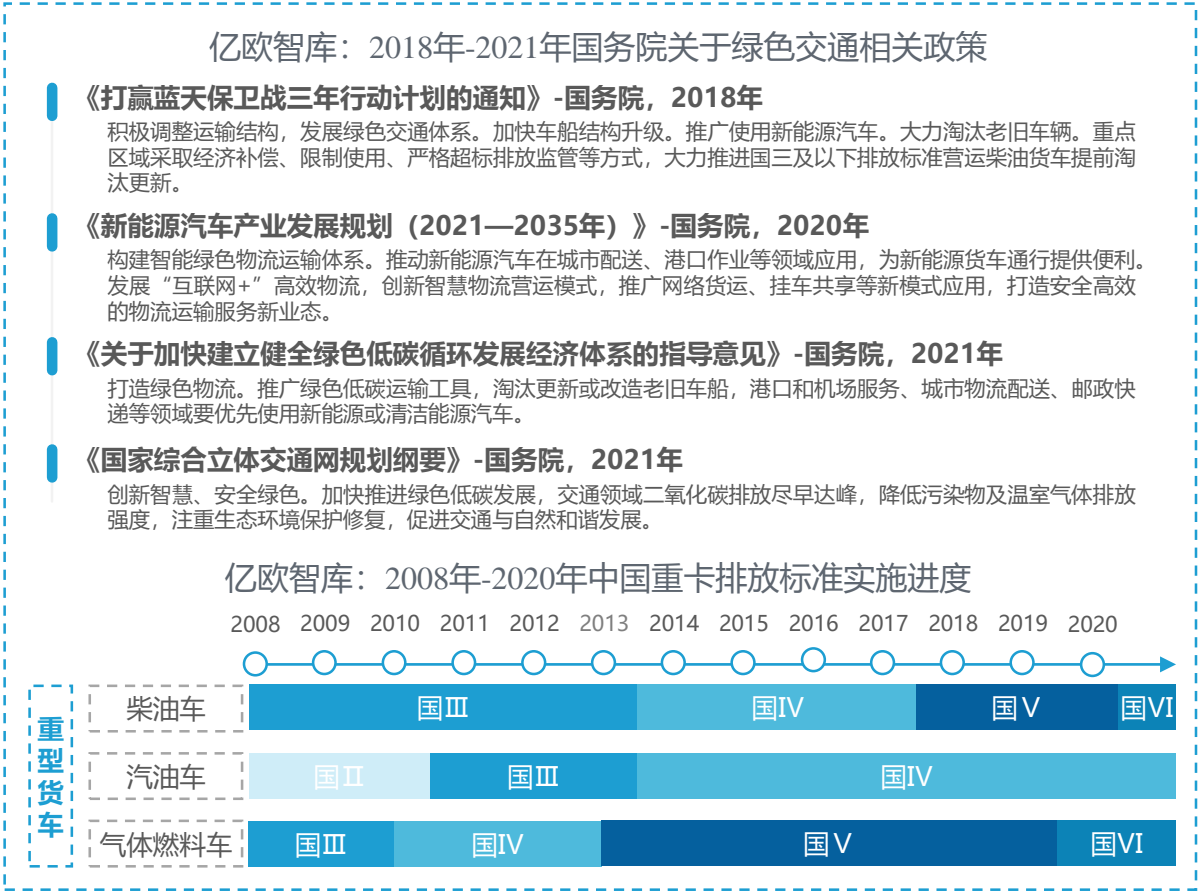 亿欧智库：2018年-2021年国务院关于绿色交通相关政策
《打赢蓝天保卫战三年行动计划的通知》-国务院，2018年
积极调整运输结构，发展绿色交通体系。加快车船结构升级。推广使用新能源汽车。大力淘汰老旧车辆。重点
区域采取经济补偿、限制使用、严格超标排放监管等方式，大力推进国三及以下排放标准营运柴油货车提前淘
汰更新。
《新能源汽车产业发展规划（2021—2035年）》-国务院，2020年
构建智能绿色物流运输体系。推动新能源汽车在城市配送、港口作业等领域应用，为新能源货车通行提供便利。
发展“互联网+”高效物流，创新智慧物流营运模式，推广网络货运、挂车共享等新模式应用，打造安全高效
的物流运输服务新业态。
《关于加快建立健全绿色低碳循环发展经济体系的指导意见》-国务院，2021年
打造绿色物流。推广绿色低碳运输工具，淘汰更新或改造老旧车船，港口和机场服务、城市物流配送、邮政快
递等领域要优先使用新能源或清洁能源汽车。
《国家综合立体交通网规划纲要》-国务院，2021年
创新智慧、安全绿色。加快推进绿色低碳发展，交通领域二氧化碳排放尽早达峰，降低污染物及温室气体排放
强度，注重生态环境保护修复，促进交通与自然和谐发展。
亿欧智库：2008年-2020年中国重卡排放标准实施进度
2008 2009 2010 2011 2012 2013 2014 2015 2016 2017 2018 2019 2020
重型货车
柴油车 国Ⅲ 国Ⅳ 国Ⅴ 国Ⅵ
汽油车 国Ⅱ 国Ⅲ 国Ⅳ
气体燃料车 国Ⅲ 国Ⅳ 国Ⅴ 国Ⅵ